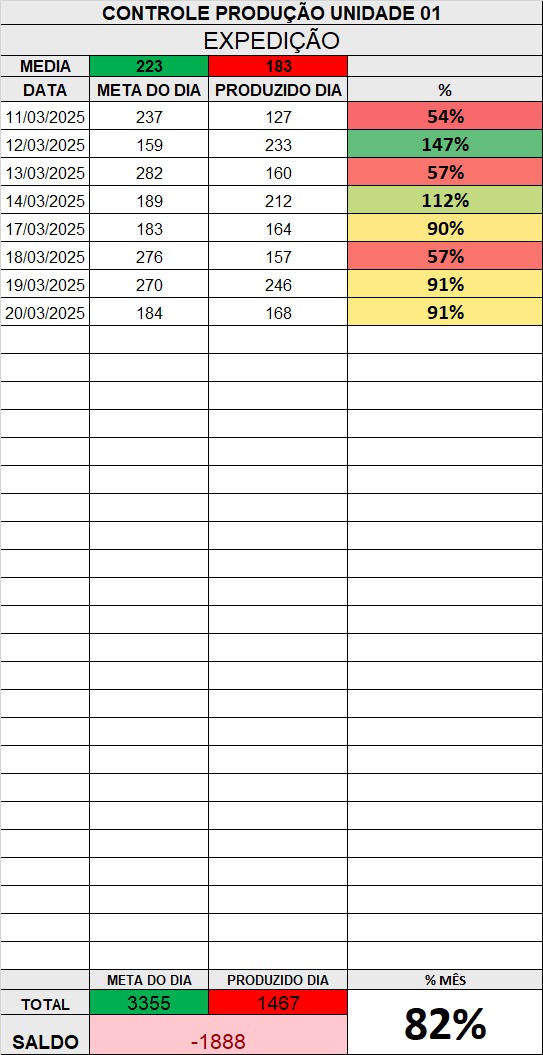 CONTROLE PRODUÇÃO UNIDADE 01
EXPEDIÇÃO
MEDIA 223 183
DATA META DO DIA PRODUZIDO DIA %
11/03/2025 237 127 54%
12/03/2025 159 233 147%
13/03/2025 282 160 57%
14/03/2025 189 212 112%
17/03/2025 183 164 90%
18/03/2025 276 157 57%
19/03/2025 270 246 91%
20/03/2025 184 168 91%
META DO DIA PRODUZIDO DIA % MÊS
TOTAL 3355 1467 82%
SALDO -1888